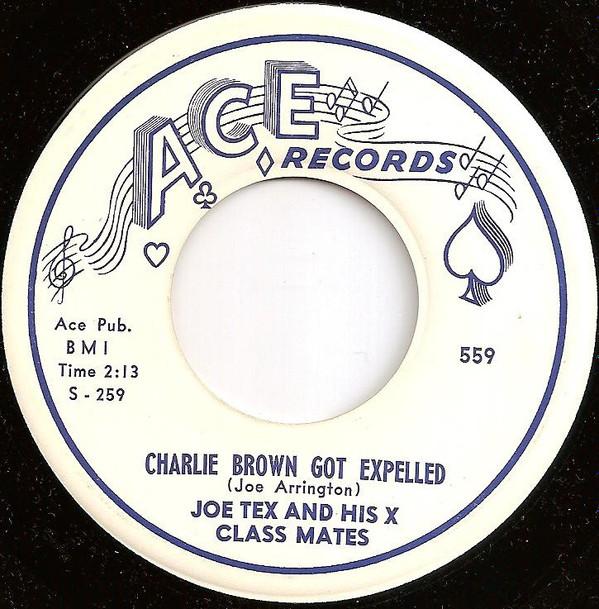 ACE
RECORDS
Ace Pub.
BMI
Time 2:13
S - 259
559
CHARLIE BROWN GOT EXPELLED
(Joe Arrington)
JOE TEX AND HIS X
CLASS MATES